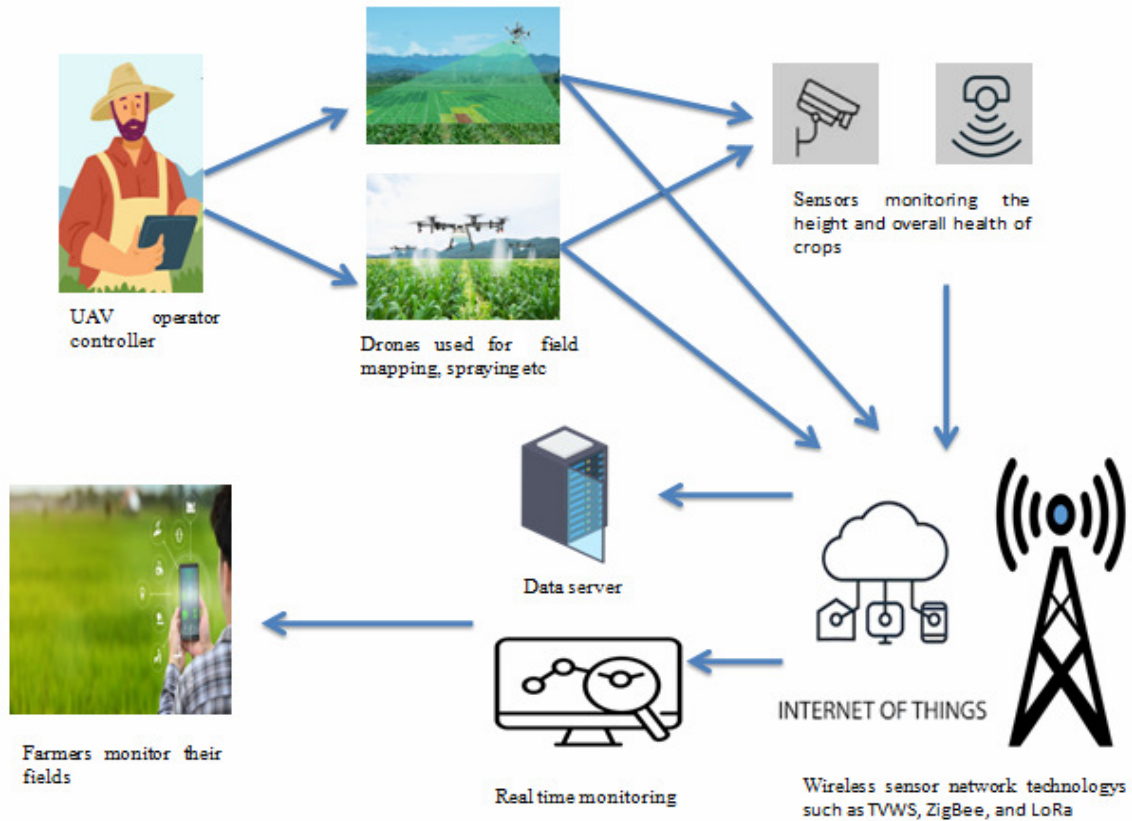 UAV operator
controller
Drones used for field
mapping, spraying etc
Sensors monitoring the
height and overall health of
crops
Data server
INTERNET OF THINGS
Farmers monitor their
fields
Real time monitoring
Wireless sensor network technologys
such as TVWS, ZigBee, and LoRa